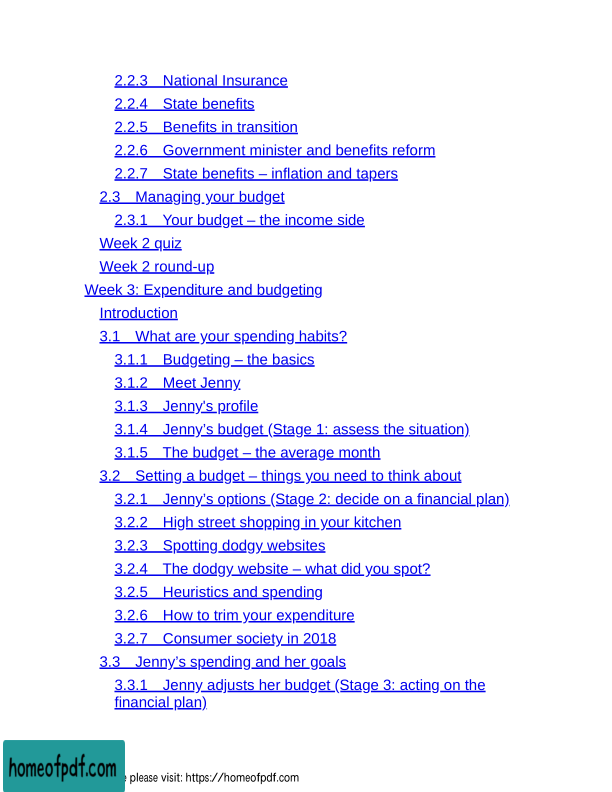 2.2.3 National Insurance
2.2.4 State benefits
2.2.5 Benefits in transition
2.2.6 Government minister and benefits reform
2.2.7 State benefits – inflation and tapers
2.3 Managing your budget
2.3.1 Your budget – the income side
Week 2 quiz
Week 2 round-up
Week 3: Expenditure and budgeting
Introduction
3.1 What are your spending habits?
3.1.1 Budgeting – the basics
3.1.2 Meet Jenny
3.1.3 Jenny's profile
3.1.4 Jenny’s budget (Stage 1: assess the situation)
3.1.5 The budget – the average month
3.2 Setting a budget – things you need to think about
3.2.1 Jenny’s options (Stage 2: decide on a financial plan)
3.2.2 High street shopping in your kitchen
3.2.3 Spotting dodgy websites
3.2.4 The dodgy website – what did you spot?
3.2.5 Heuristics and spending
3.2.6 How to trim your expenditure
3.2.7 Consumer society in 2018
3.3 Jenny’s spending and her goals
3.3.1 Jenny adjusts her budget (Stage 3: acting on the
financial plan)
homeofpdf.com
please visit: https://homeofpdf.com